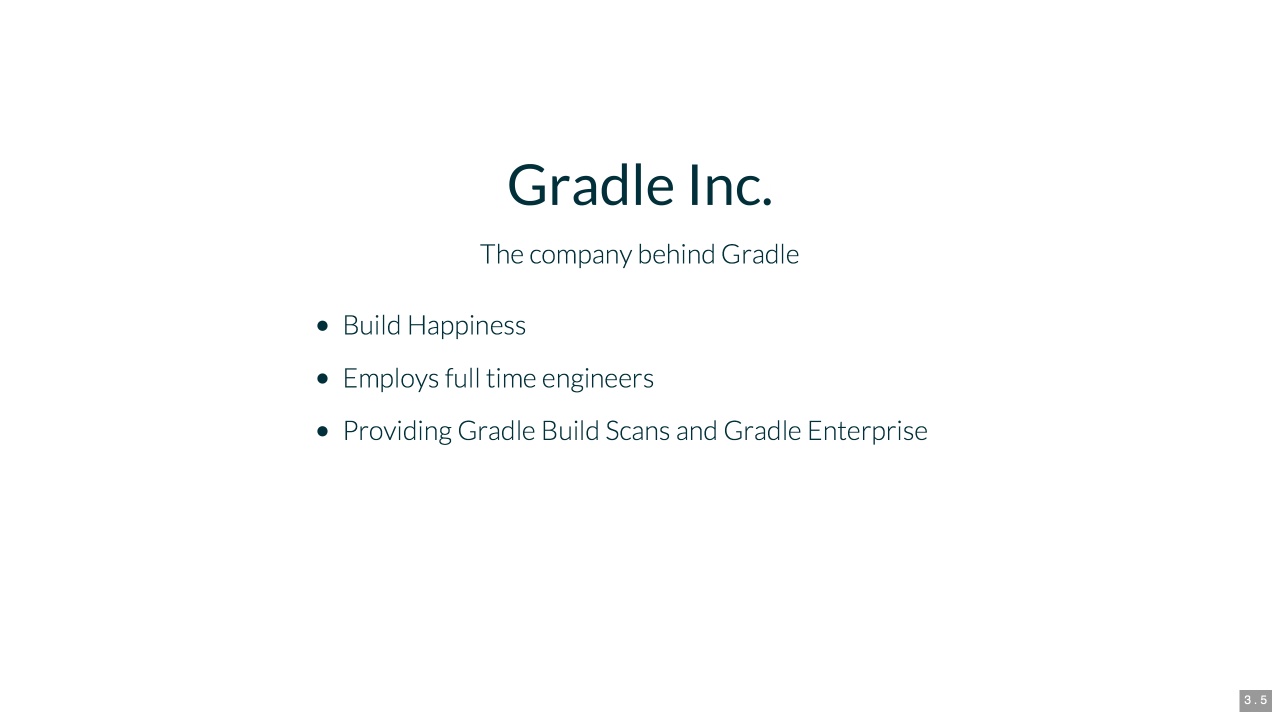 Gradle Inc.
The company behind Gradle
• Build Happiness
• Employs full time engineers
• Providing Gradle Build Scans and Gradle Enterprise
3.5